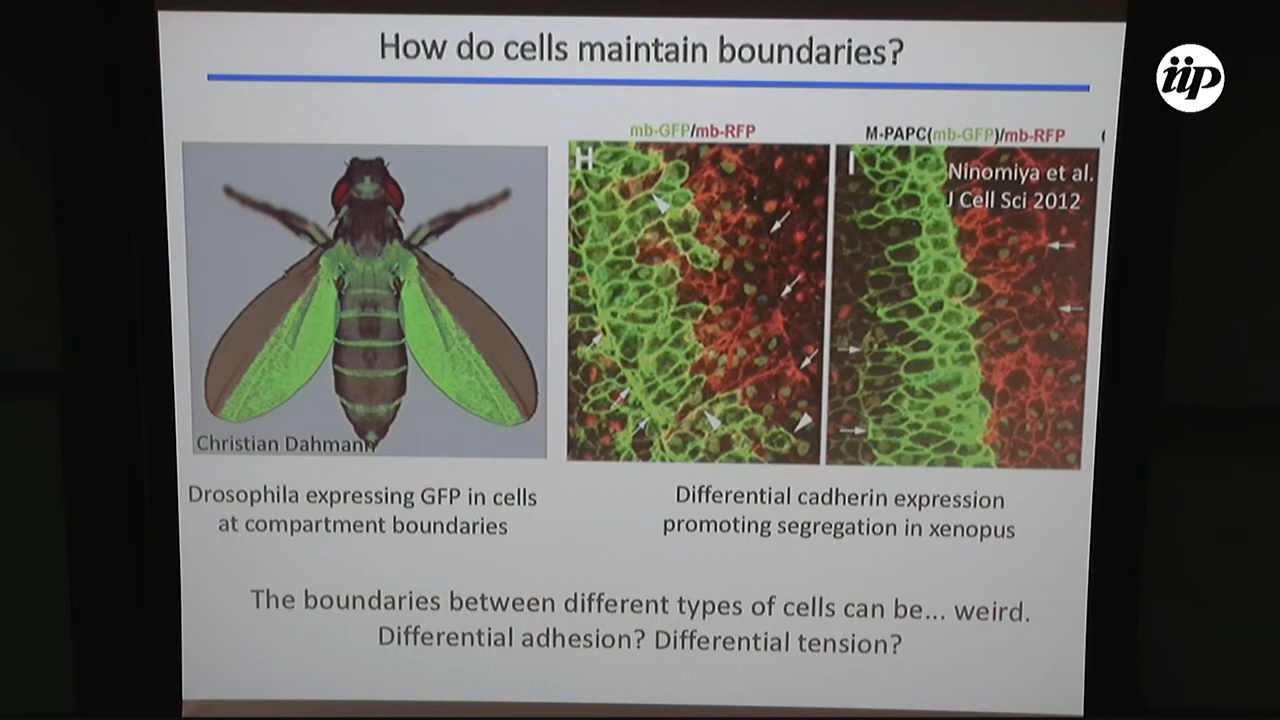 How do cells maintain boundaries?
iip
mb-GFP/mb-RFP
M-PAPC(mb-GFP)/mb-RFP
H
I
Ninomiya et al.
J Cell Sci 2012
Christian Dahmann
Drosophila expressing GFP in cells
at compartment boundaries
Differential cadherin expression
promoting segregation in xenopus
The boundaries between different types of cells can be... weird.
Differential adhesion? Differential tension?